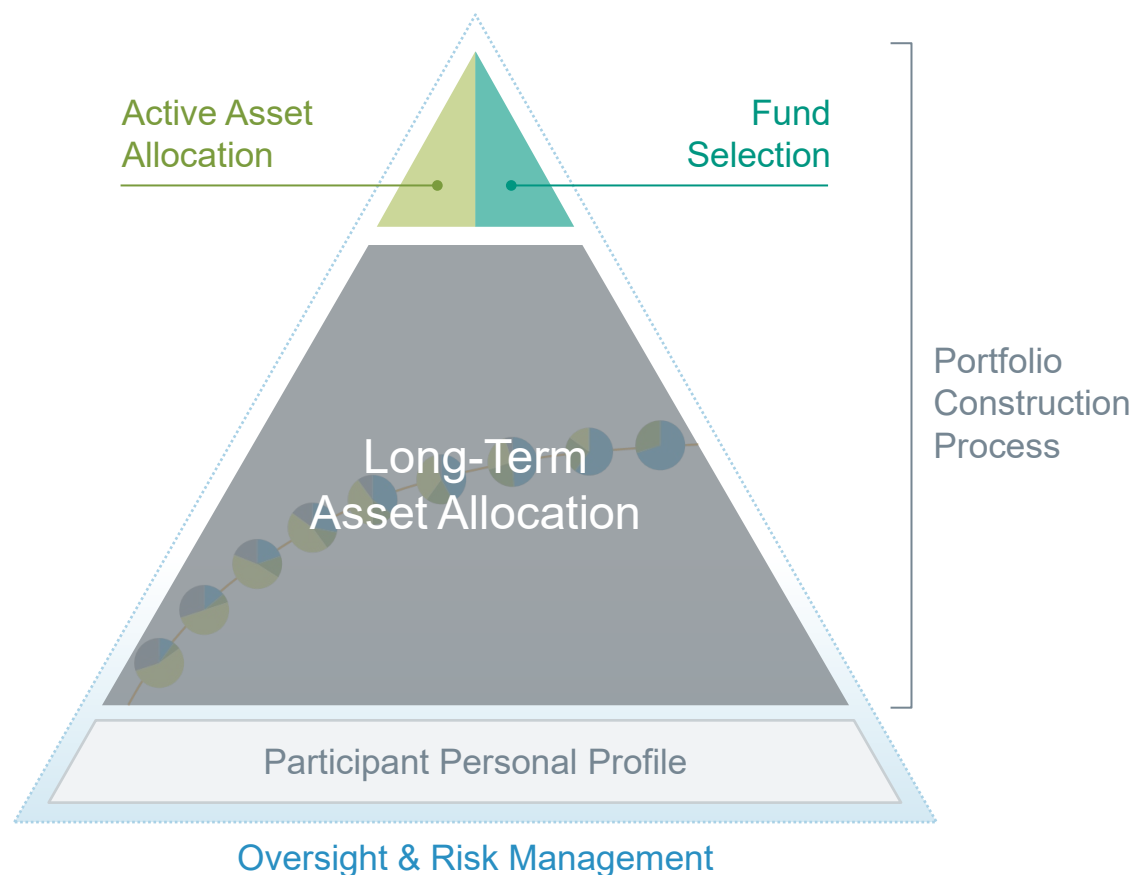 Active Asset
Allocation
Fund
Selection
Long-Term
Asset Allocation
Portfolio
Construction
Process
Participant Personal Profile
Oversight & Risk Management